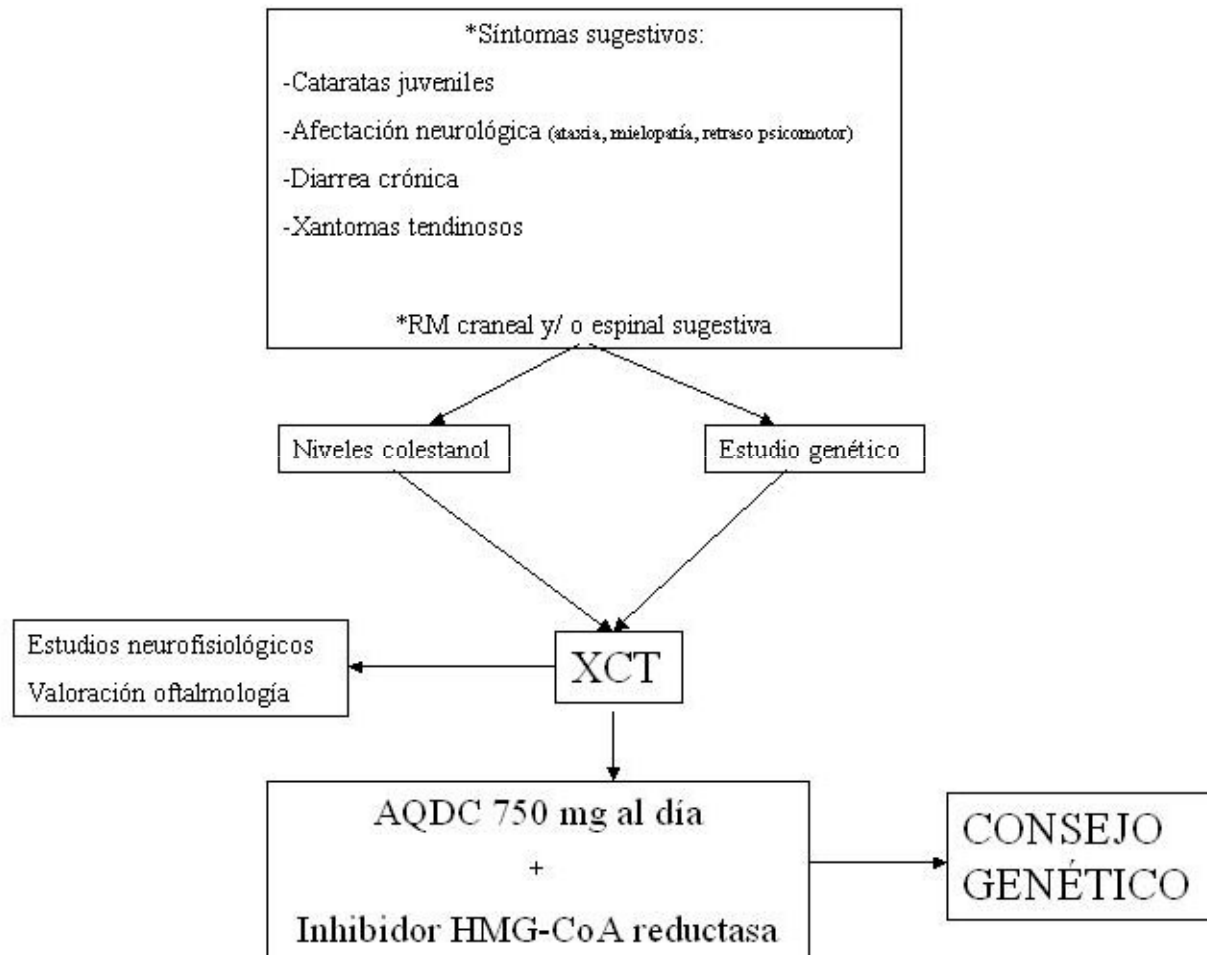 *Síntomas sugestivos:
-Cataratas juveniles
-Afectación neurológica (ataxia, mielopatía, retraso psicomotor)
-Diarrea crónica
-Xantomas tendinosos
*RM craneal y/ o espinal sugestiva
Niveles colestanol
Estudio genético
Estudios neurofisiológicos
Valoración oftalmología
XCT
AQDC 750 mg al día
+
Inhibidor HMG-CoA reductasa
CONSEJO
GENÉTICO